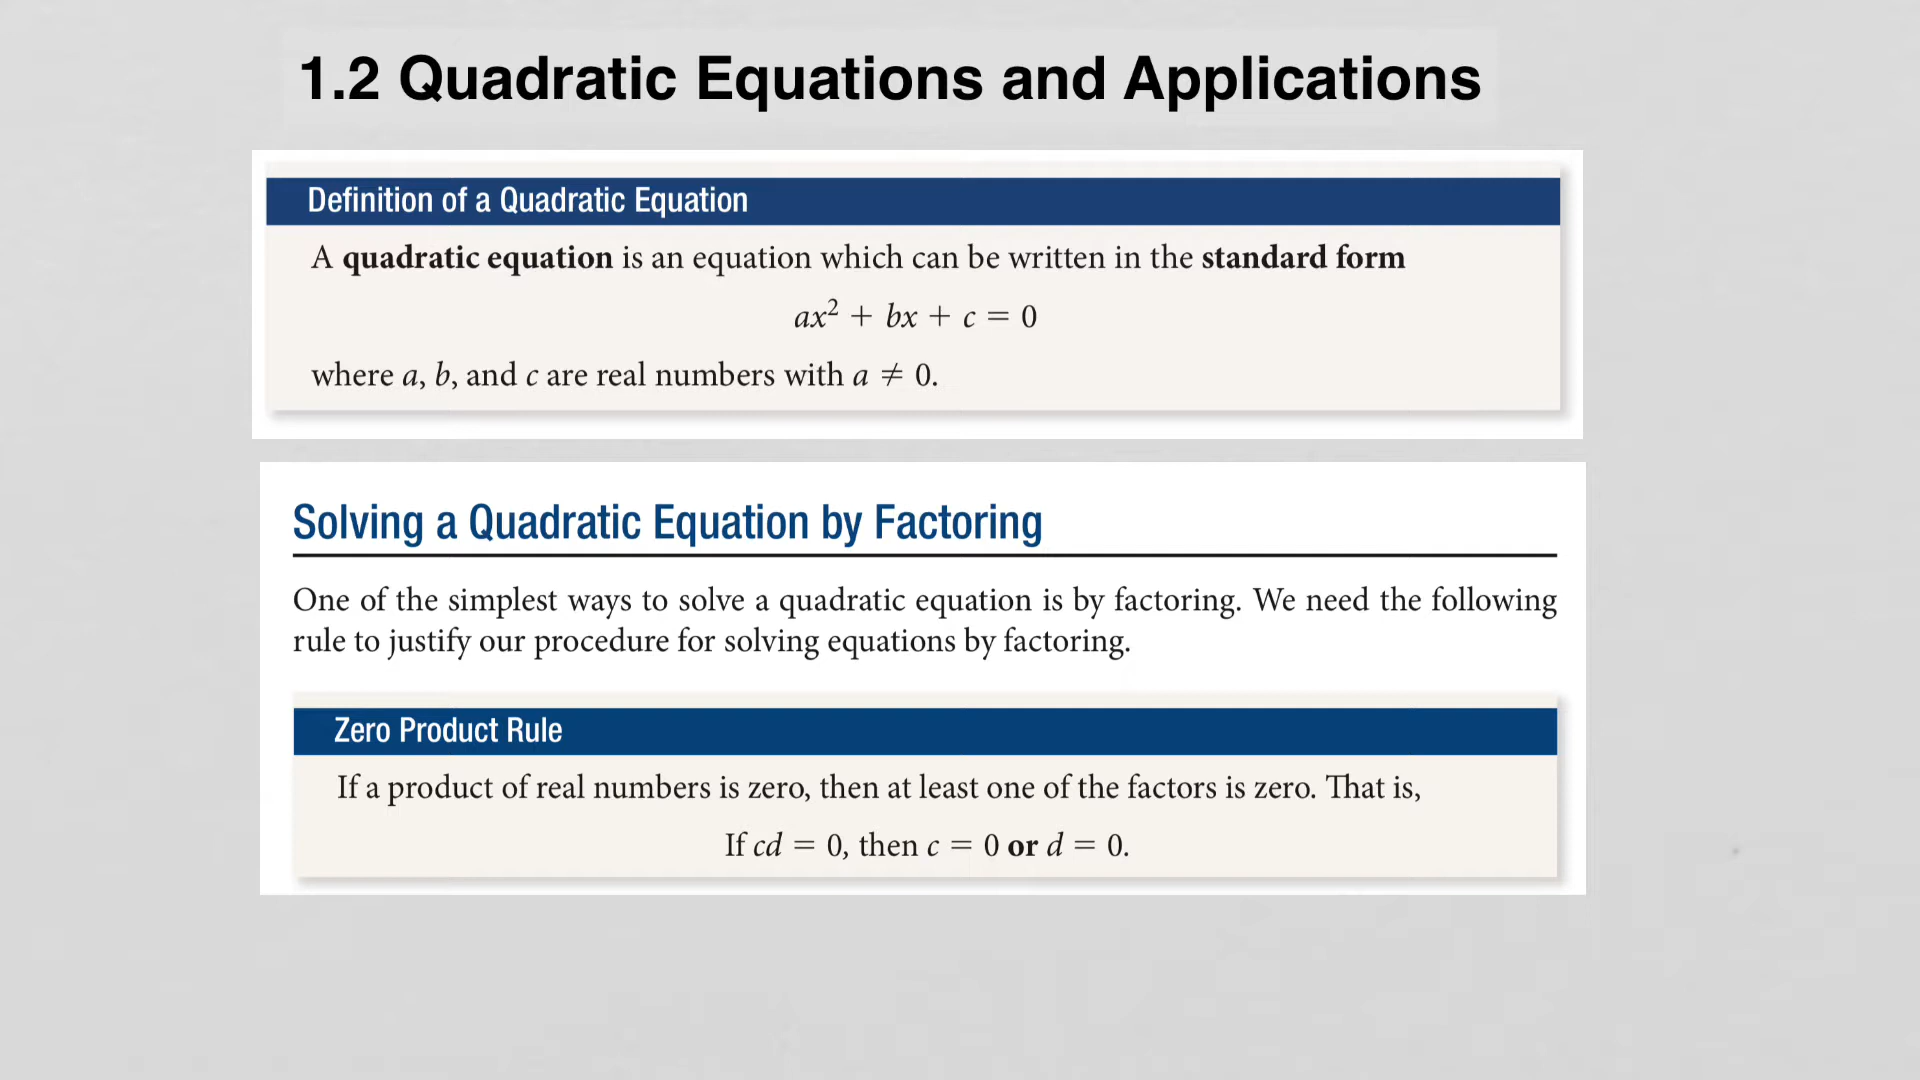 1.2 Quadratic Equations and Applications
Definition of a Quadratic Equation
A quadratic equation is an equation which can be written in the standard form
ax² + bx + c = 0
where a, b, and c are real numbers with a ≠ 0.
Solving a Quadratic Equation by Factoring
One of the simplest ways to solve a quadratic equation is by factoring. We need the following
rule to justify our procedure for solving equations by factoring.
Zero Product Rule
If a product of real numbers is zero, then at least one of the factors is zero. That is,
If cd = 0, then c = 0 or d = 0.